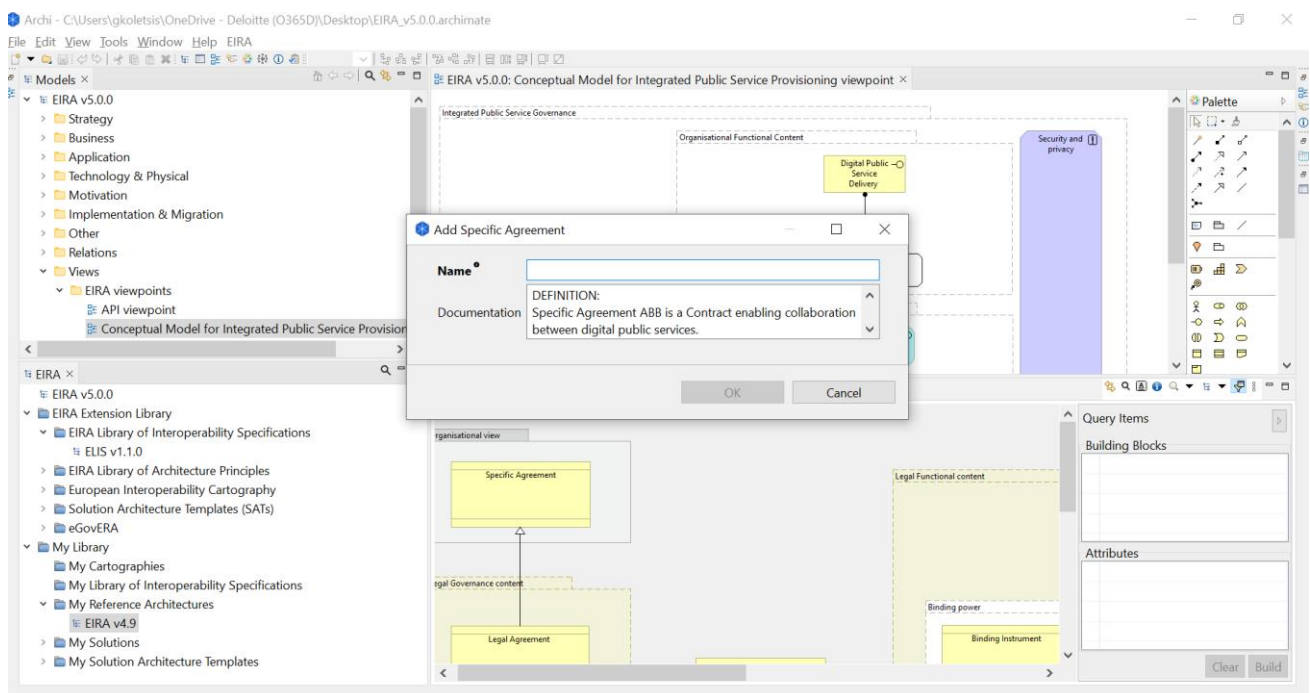 Archi - C:\Users\gkoletsis\OneDrive - Deloitte (O365D)\Desktop\EIRA_v5.0.0.archimate
File Edit View Tools Window Help EIRA
Models
EIRA v5.0.0
Strategy
Business
Application
Technology & Physical
Motivation
Implementation & Migration
Other
Relations
Views
EIRA viewpoints
API viewpoint
Conceptual Model for Integrated Public Service Provision
EIRA v5.0.0: Conceptual Model for Integrated Public Service Provisioning viewpoint
Integrated Public Service Governance
Organisational Functional Content
Digital Public
Service
Delivery
Security and
privacy
Palette
Add Specific Agreement
Name
Documentation
DEFINITION:
Specific Agreement ABB is a Contract enabling collaboration
between digital public services.
OK Cancel
EIRA
EIRA v5.0.0
EIRA Extension Library
EIRA Library of Interoperability Specifications
ELIS v1.1.0
EIRA Library of Architecture Principles
European Interoperability Cartography
Solution Architecture Templates (SATs)
eGovERA
My Library
My Cartographies
My Library of Interoperability Specifications
My Reference Architectures
EIRA v4.9
My Solutions
My Solution Architecture Templates
rganisational view
Specific Agreement
egal Governance content
Legal Agreement
Legal Functional content
Binding power
Binding Instrument
Query Items
Building Blocks
Attributes
Clear Build